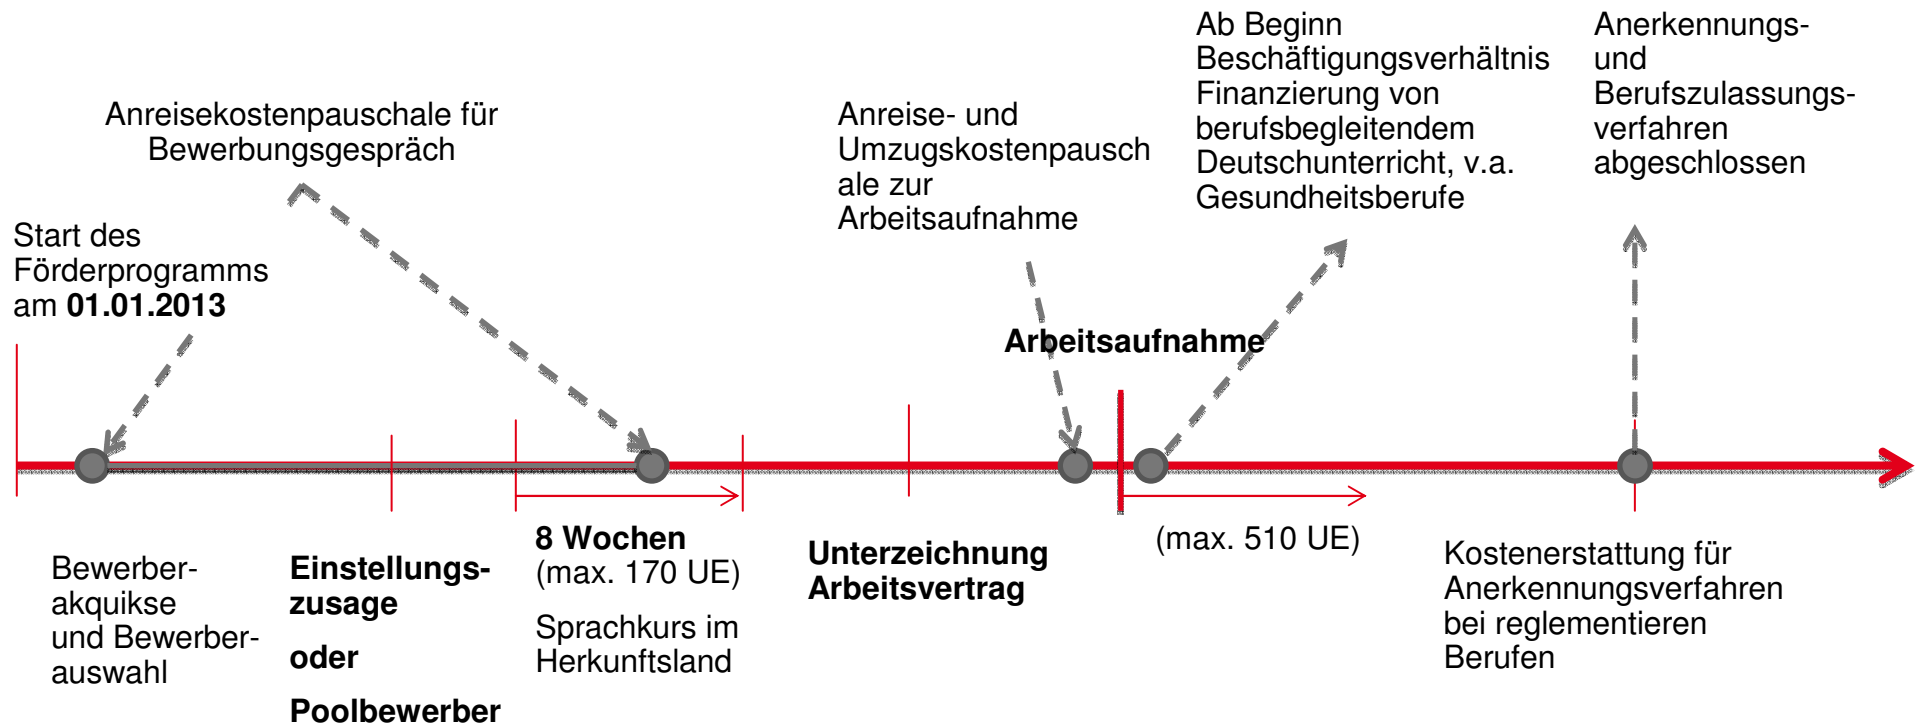 Anreisekostenpauschale für
Bewerbungsgespräch
Start des
Förderprogramms
am 01.01.2013
Anreise- und
Umzugskostenpausch
ale zur
Arbeitsaufnahme
Ab Beginn
Beschäftigungsverhältnis
Finanzierung von
berufsbegleitendem
Deutschunterricht, v.a.
Gesundheitsberufe
Anerkennungs-
und
Berufszulassungs-
verfahren
abgeschlossen
Arbeitsaufnahme
Bewerber-
akquikse
und Bewerber-
auswahl
Einstellungs-
zusage
oder
Poolbewerber
8 Wochen
(max. 170 UE)
Sprachkurs im
Herkunftsland
Unterzeichnung
Arbeitsvertrag
(max. 510 UE)
Kostenerstattung für
Anerkennungsverfahren
bei reglementieren
Berufen